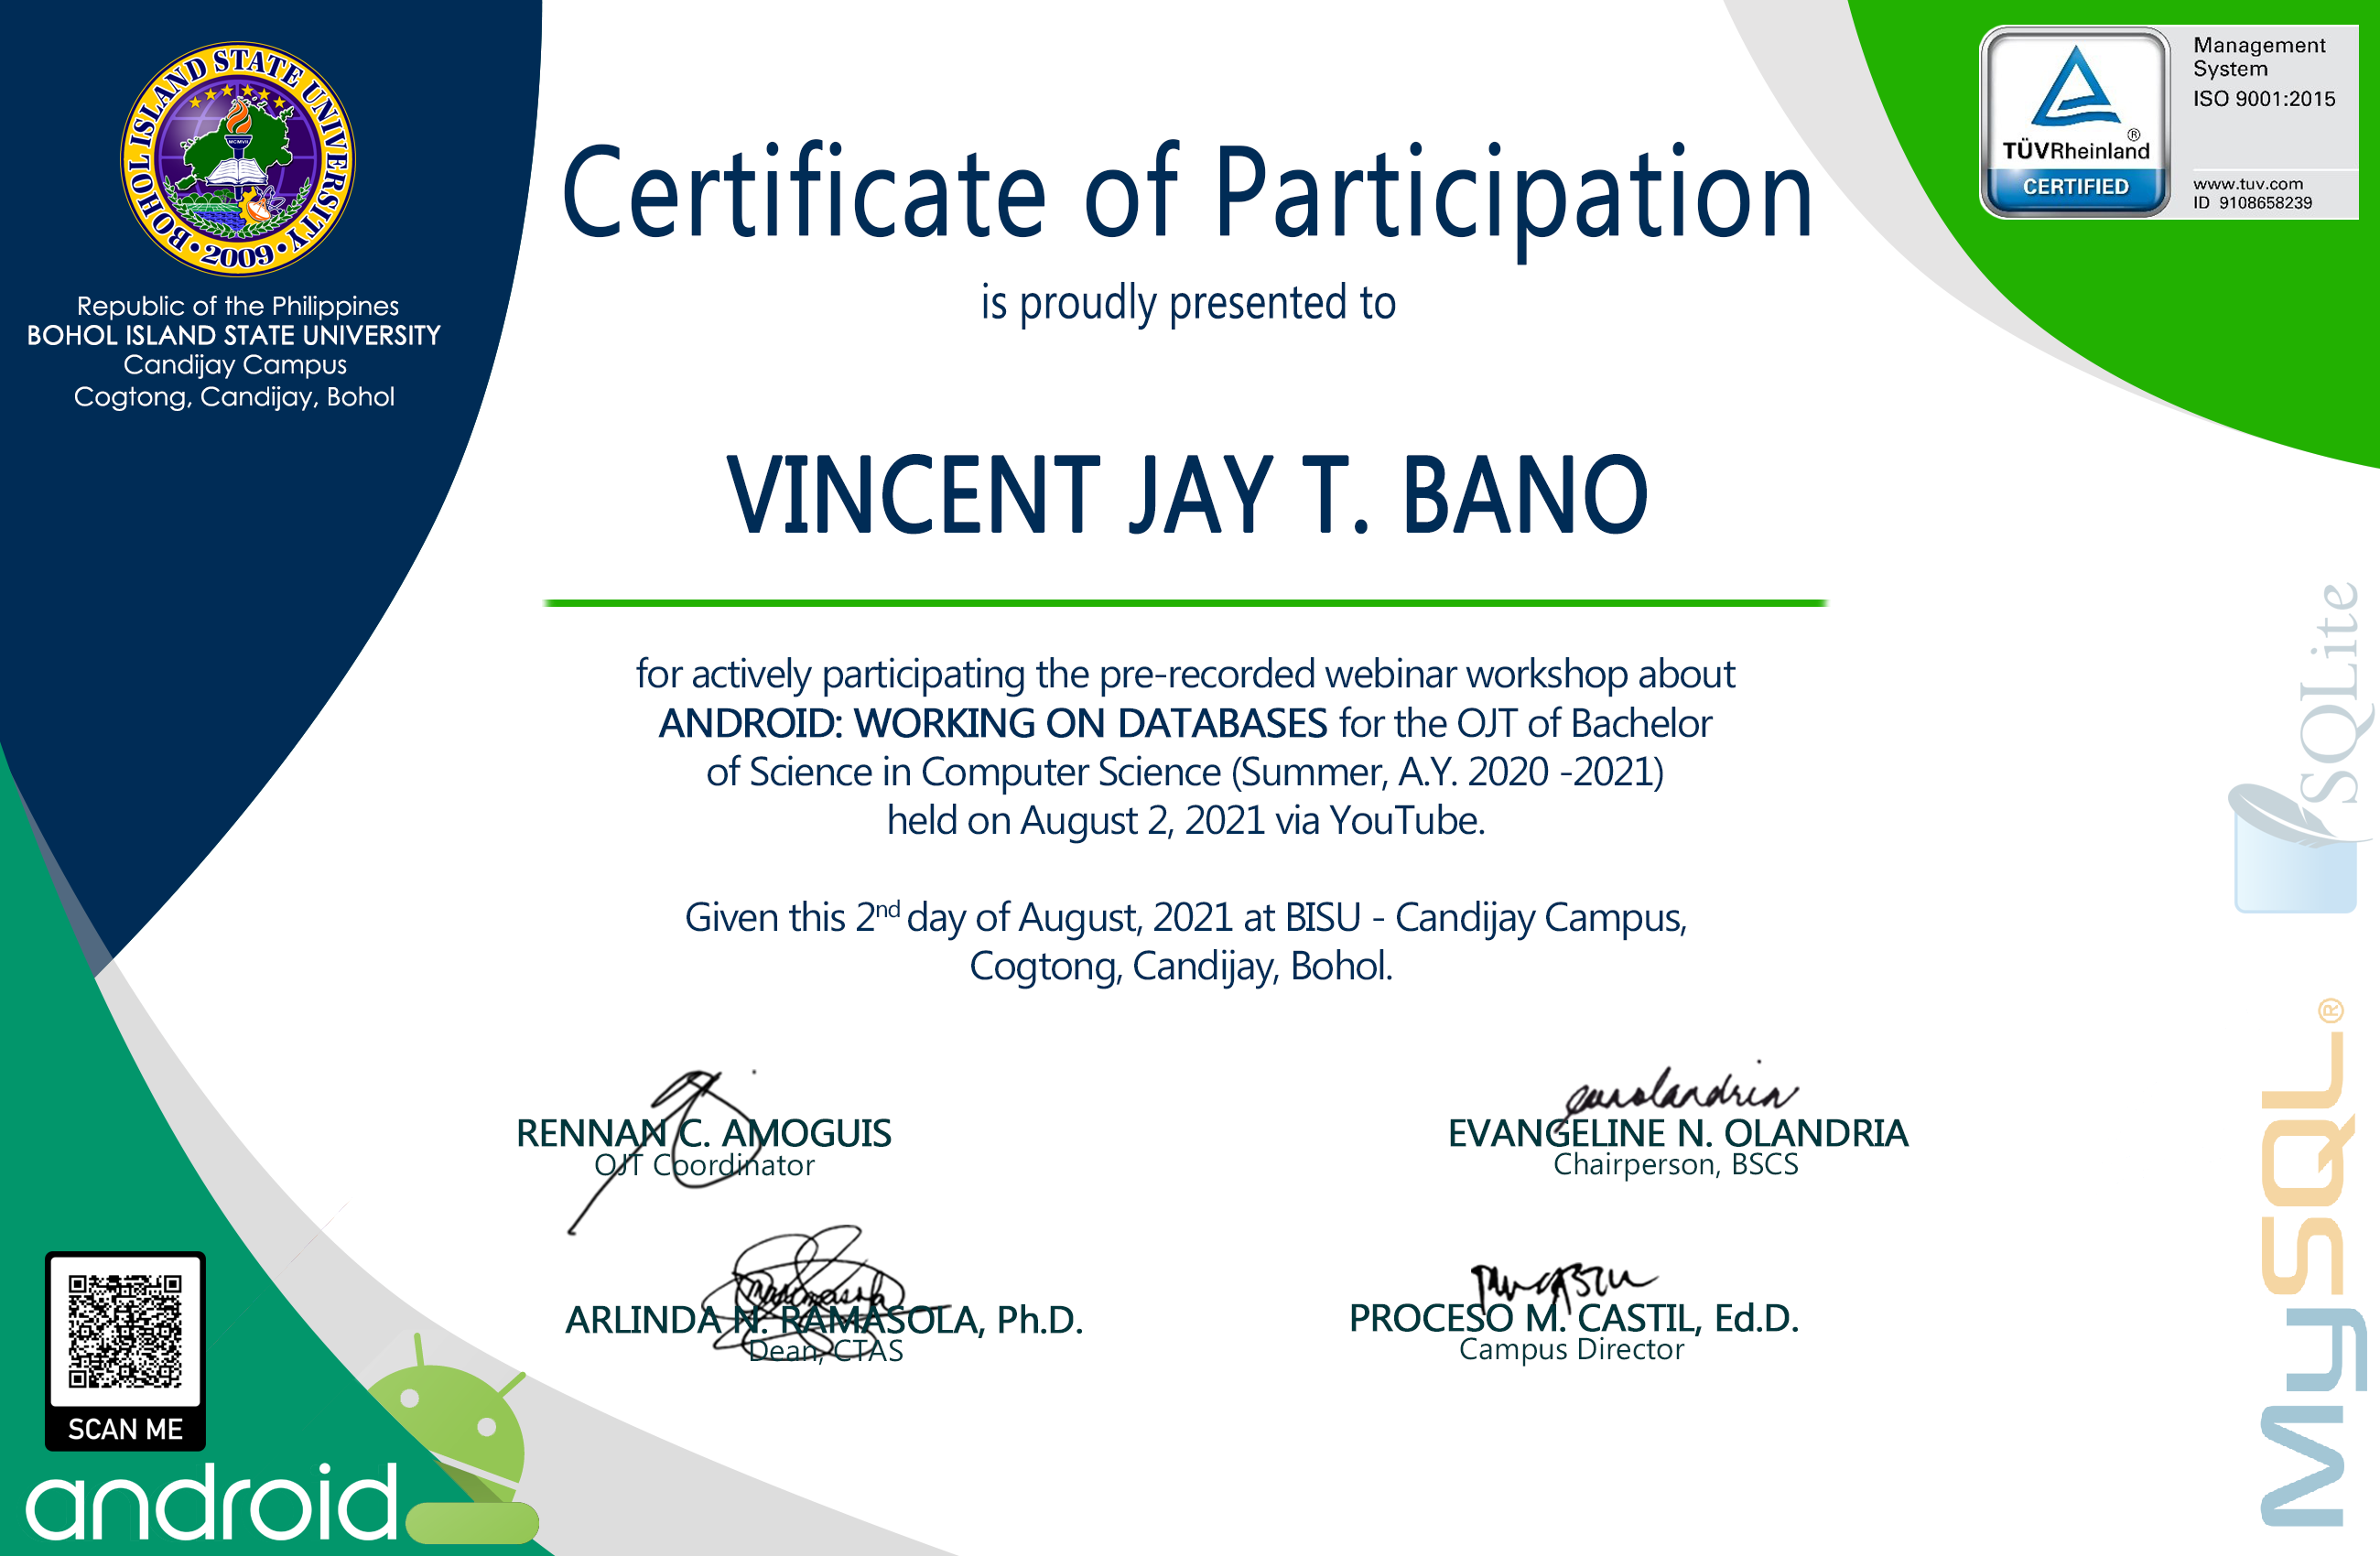 BOHOL ISLAND STATE UNIVERSITY
MCMVII
2009
Republic of the Philippines
BOHOL ISLAND STATE UNIVERSITY
Candijay Campus
Cogtong, Candijay, Bohol
TÜVRheinland®
CERTIFIED
Management
System
ISO 9001:2015
www.tuv.com
ID 9108658239
Certificate of Participation
is proudly presented to
VINCENT JAY T. BANO
for actively participating the pre-recorded webinar workshop about
ANDROID: WORKING ON DATABASES for the OJT of Bachelor
of Science in Computer Science (Summer, A.Y. 2020 -2021)
held on August 2, 2021 via YouTube.
Given this 2nd day of August, 2021 at BISU - Candijay Campus,
Cogtong, Candijay, Bohol.
RENNAN C. AMOGUIS
OJT Coordinator
EVANGELINE N. OLANDRIA
Chairperson, BSCS
ARLINDA N. RAMASOLA, Ph.D.
Dean, CTAS
PROCESO M. CASTIL, Ed.D.
Campus Director
SCAN ME
android
SQLite
MySQL®